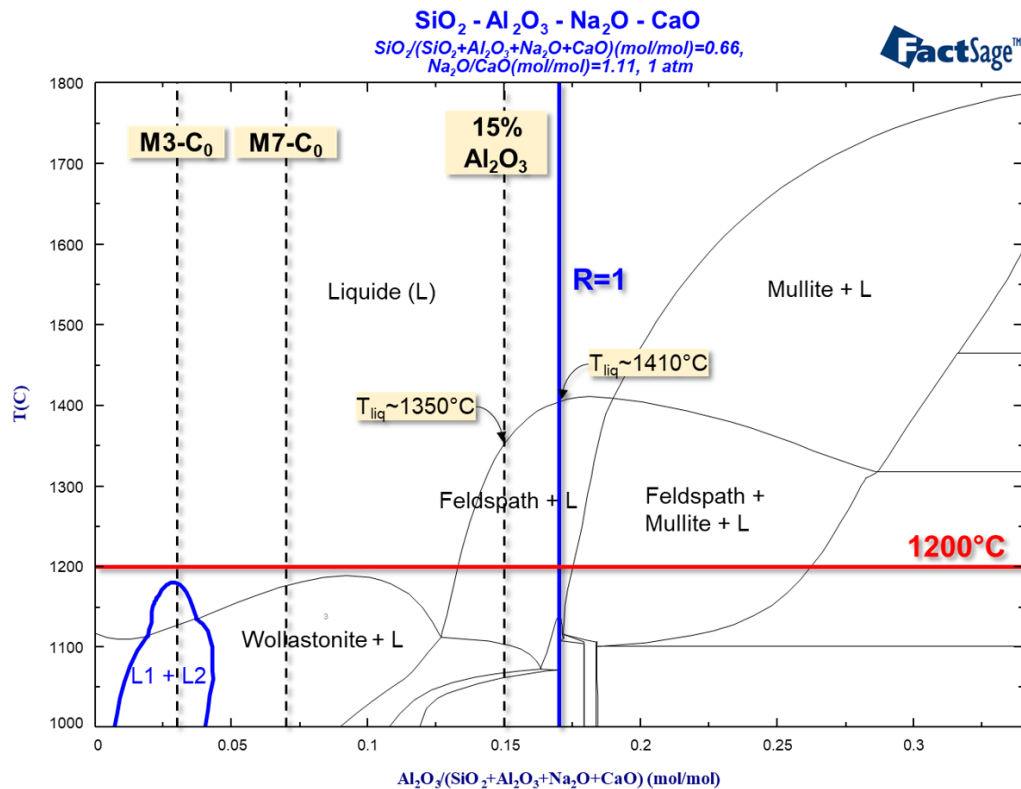 SiO₂ - Al₂O₃ - Na₂O - CaO
SiO₂/(SiO₂+Al₂O₃+Na₂O+CaO)(mol/mol)=0.66,
Na₂O/CaO(mol/mol)=1.11, 1 atm
FactSage™
1800
1700
1600
1500
1400
1300
1200
1100
1000
T(C)
M3-C₀
M7-C₀
15%
Al₂O₃
Liquide (L)
R=1
Mullite + L
Tliq~1410°C
Tliq~1350°C
Feldspath + L
Feldspath +
Mullite + L
1200°C
3
Wollastonite + L
L1 + L2
0 0.05 0.1 0.15 0.2 0.25 0.3
Al₂O₃/(SiO₂+Al₂O₃+Na₂O+CaO) (mol/mol)